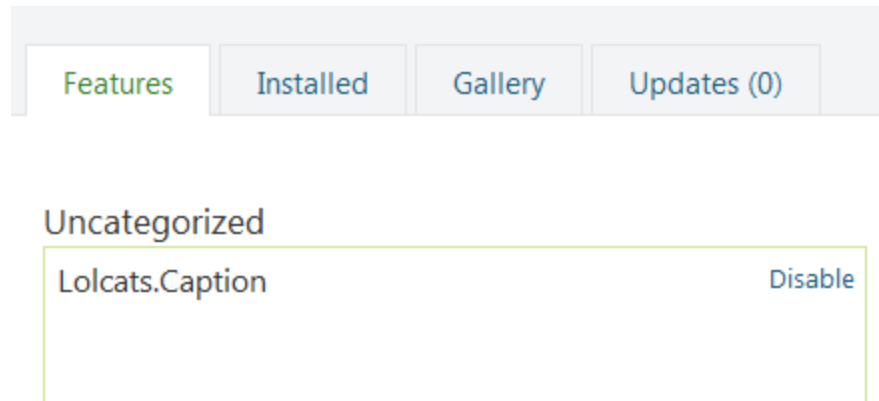 Features Installed Gallery Updates (0)
Uncategorized
Lolcats.Caption Disable